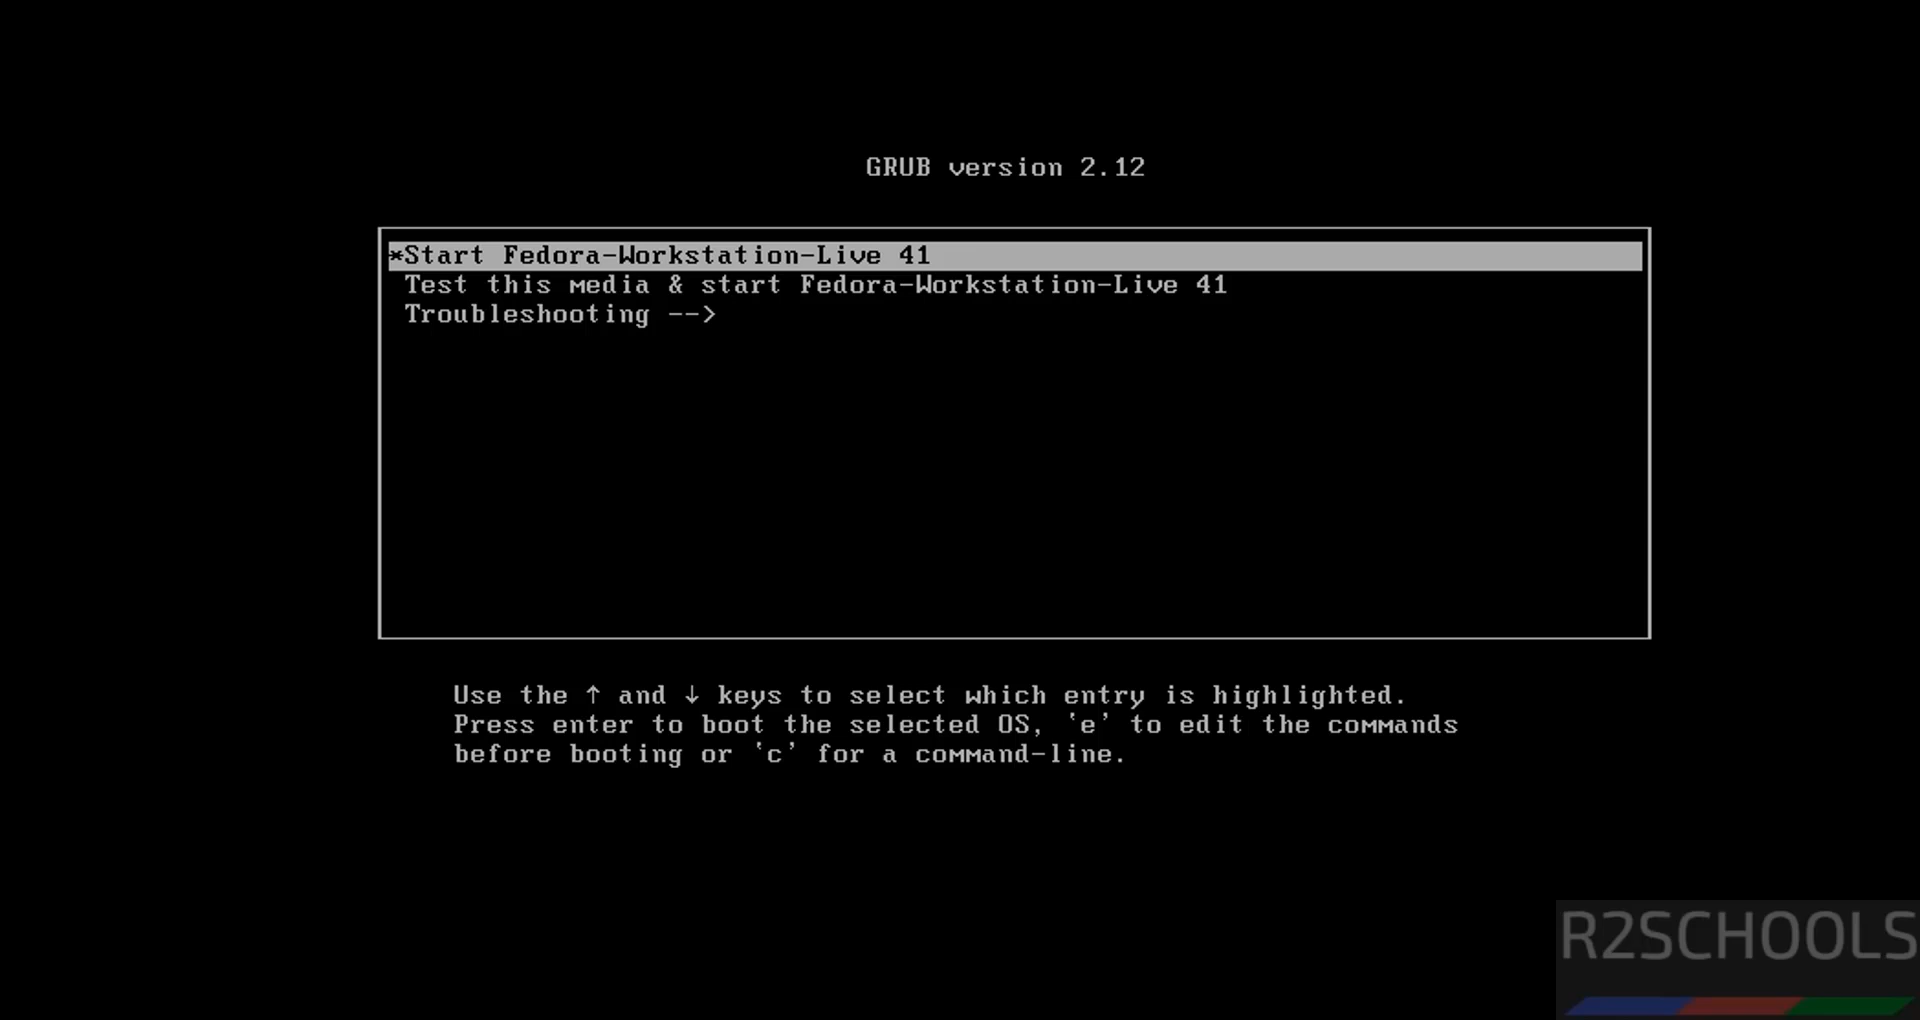 GRUB version 2.12
*Start Fedora-Workstation-Live 41
Test this media & start Fedora-Workstation-Live 41
Troubleshooting -->
Use the ↑ and ↓ keys to select which entry is highlighted.
Press enter to boot the selected OS, `e' to edit the commands
before booting or `c' for a command-line.
R2SCHOOLS